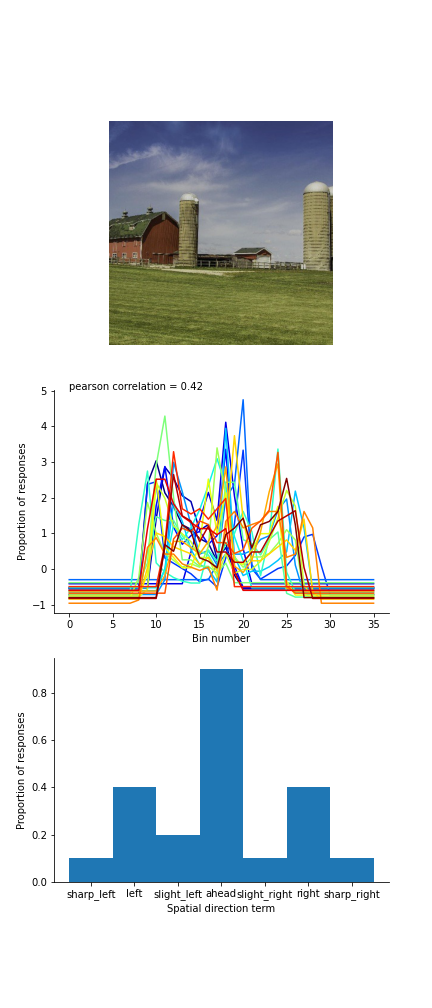 pearson correlation = 0.42
5
4
3
2
1
0
−1
Proportion of responses
0 5 10 15 20 25 30 35
Bin number
0.8
0.6
0.4
0.2
0.0
Proportion of responses
sharp_left left slight_left ahead slight_right right sharp_right
Spatial direction term